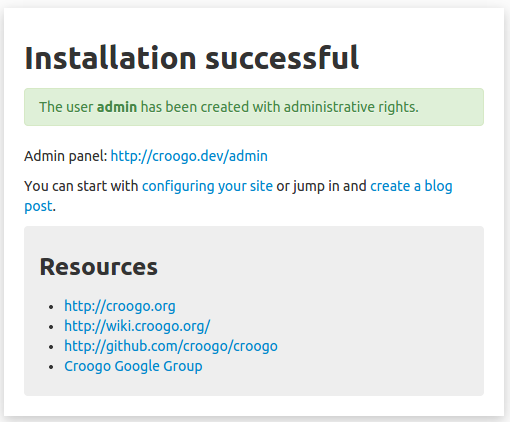 Installation successful
The user admin has been created with administrative rights.
Admin panel: http://croogo.dev/admin
You can start with configuring your site or jump in and create a blog
post.
Resources
http://croogo.org
http://wiki.croogo.org/
http://github.com/croogo/croogo
Croogo Google Group